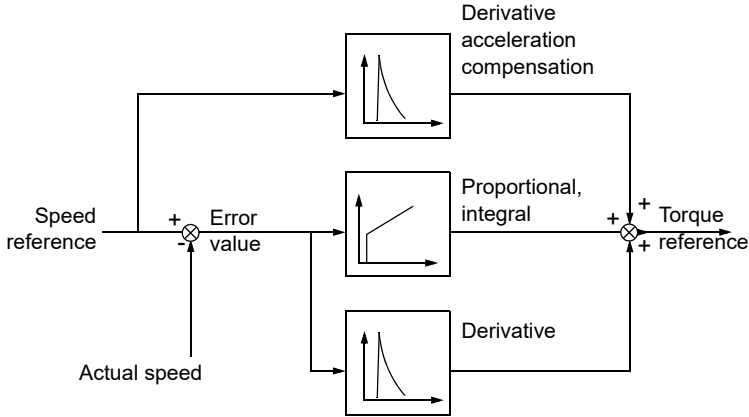 Derivative
acceleration
compensation
Speed
reference
+
-
Error
value
Proportional,
integral
+
+
+
Torque
reference
Derivative
Actual speed